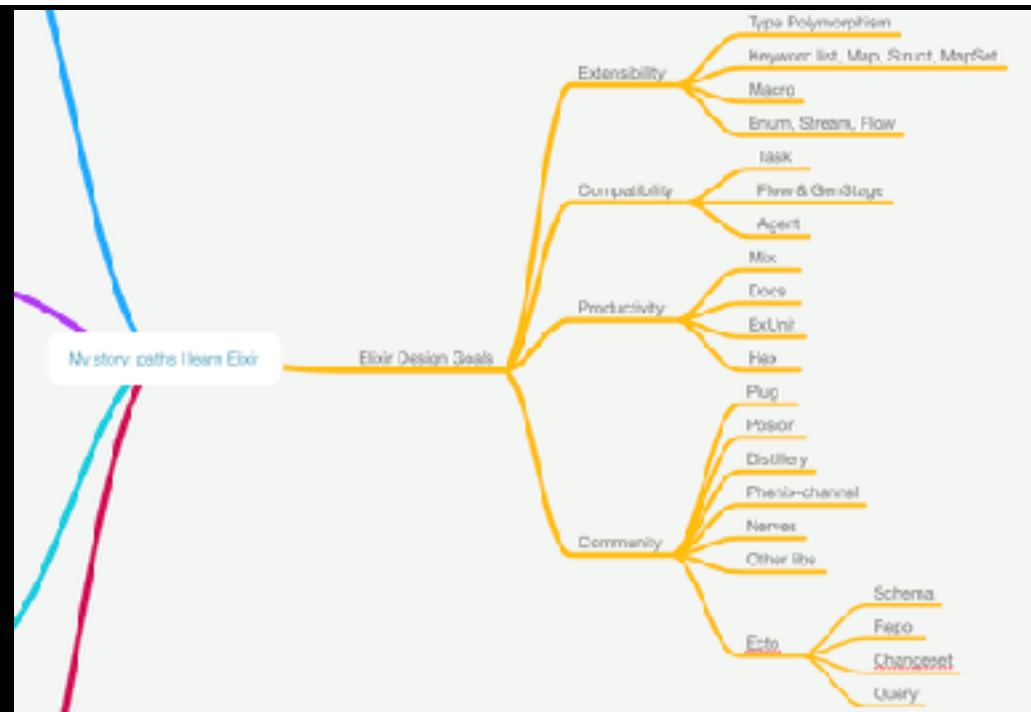 Type Polymorphism
Keyword list, Map, Struct, MapSet
Extensibility
Macro
Enum, Stream, Flow
Task
Compatibility
Flow & GenStage
Agent
Mix
Docs
Productivity
ExUnit
My story: paths I learn Elixir
Elixir Design Goals
Hex
Plug
Poison
Distillery
Phenix-channel
Nerves
Community
Other libs
Schema
Repo
Ecto
Changeset
Query